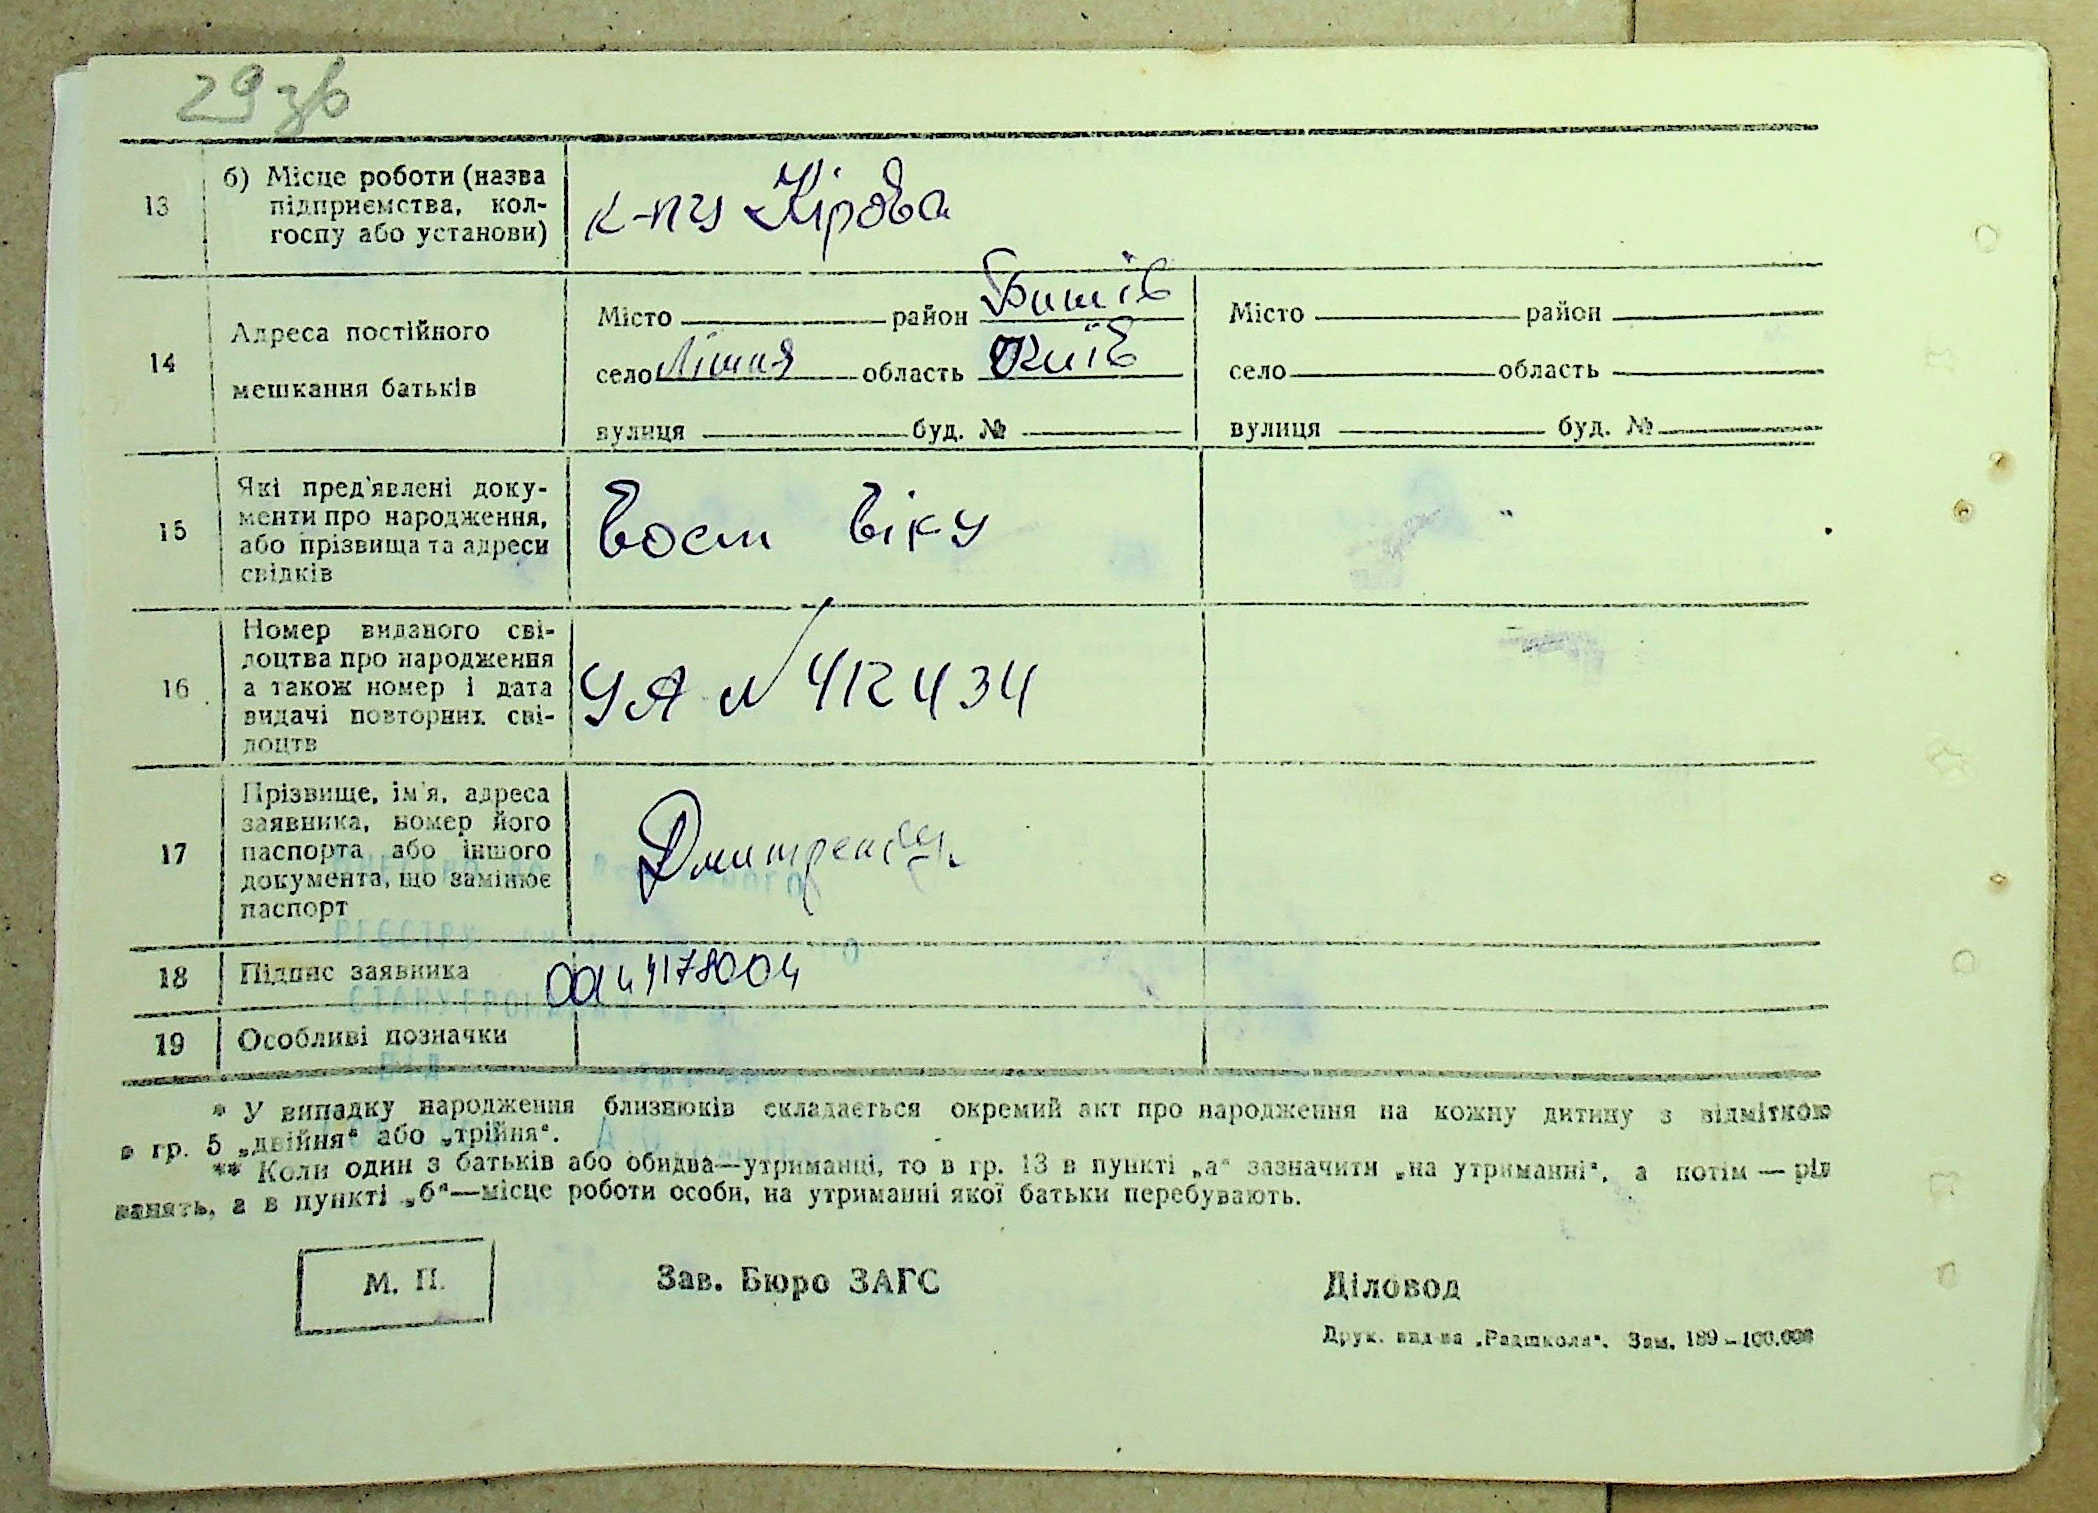 29 зв
13
б) Місце роботи (назва
підприємства, кол-
госпу або установи)
к-пу Кірова
14
Адреса постійного
мешкання батьків
Місто район Бишів
село Лішня область Київ
вулиця буд. №
Місто район
село область
вулиця буд. №
15
Які пред'явлені доку-
менти про народження,
або прізвища та адреси
свідків
Вост віку
16
Номер виданого сві-
доцтва про народження
а також номер і дата
видачі повторних сві-
доцтв
УА № 412434
17
Прізвище, ім'я, адреса
заявника, номер його
паспорта або іншого
документа, що замінює
паспорт
18
Підпис заявника
19
Особливі позначки
РЕЄСТРУ
ВІД
* У випадку народження близнюків складається окремий акт про народження на кожну дитину з відміткою
в гр. 5 „двійня“ або „трійня“.
** Коли один з батьків або обидва—утриманці, то в гр. 13 в пункті „а“ зазначити „на утриманні“, а потім — рід
занять, а в пункті „б“—місце роботи особи, на утриманні якої батьки перебувають.
М. П.
Зав. Бюро ЗАГС
Діловод
Друк. вид-ва „Радшкола“. Зам. 189—100.000